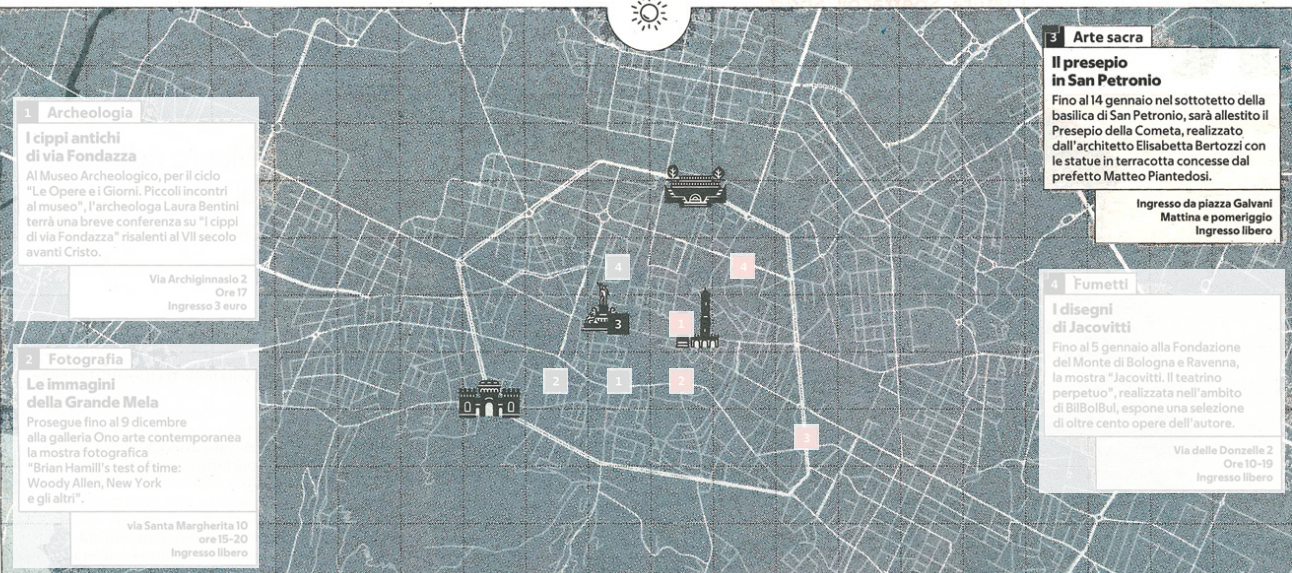 1 Archeologia
I cippi antichi
di via Fondazza
Al Museo Archeologico, per il ciclo
"Le Opere e i Giorni. Piccoli incontri
al museo", l'archeologa Laura Bentini
terrà una breve conferenza su "I cippi
di via Fondazza" risalenti al VII secolo
avanti Cristo.
Via Archiginnasio 2
Ore 17
Ingresso 3 euro
2 Fotografia
Le immagini
della Grande Mela
Prosegue fino al 9 dicembre
alla galleria Ono arte contemporanea
la mostra fotografica
"Brian Hamill's test of time:
Woody Allen, New York
e gli altri".
via Santa Margherita 10
ore 15-20
Ingresso libero
4
4
3
1
2
1
2
3
3 Arte sacra
Il presepio
in San Petronio
Fino al 14 gennaio nel sottotetto della
basilica di San Petronio, sarà allestito il
Presepio della Cometa, realizzato
dall'architetto Elisabetta Bertozzi con
le statue in terracotta concesse dal
prefetto Matteo Piantedosi.
Ingresso da piazza Galvani
Mattina e pomeriggio
Ingresso libero
4 Fumetti
I disegni
di Jacovitti
Fino al 5 gennaio alla Fondazione
del Monte di Bologna e Ravenna,
la mostra "Jacovitti. Il teatrino
perpetuo", realizzata nell'ambito
di BilBolBul, espone una selezione
di oltre cento opere dell'autore.
Via delle Donzelle 2
Ore 10-19
Ingresso libero